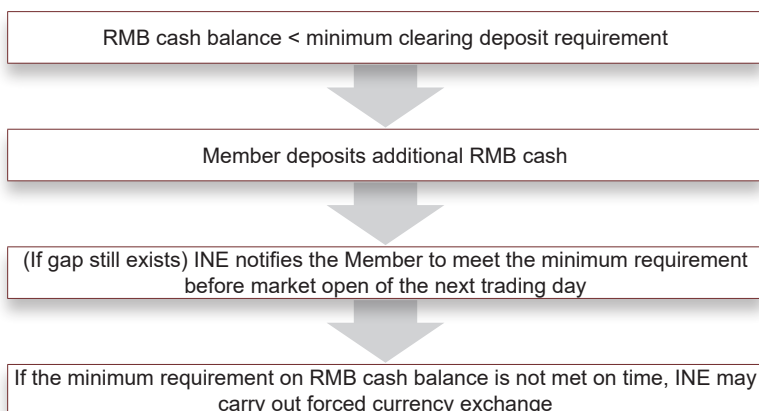 RMB cash balance < minimum clearing deposit requirement
Member deposits additional RMB cash
(If gap still exists) INE notifies the Member to meet the minimum requirement
before market open of the next trading day
If the minimum requirement on RMB cash balance is not met on time, INE may
carry out forced currency exchange